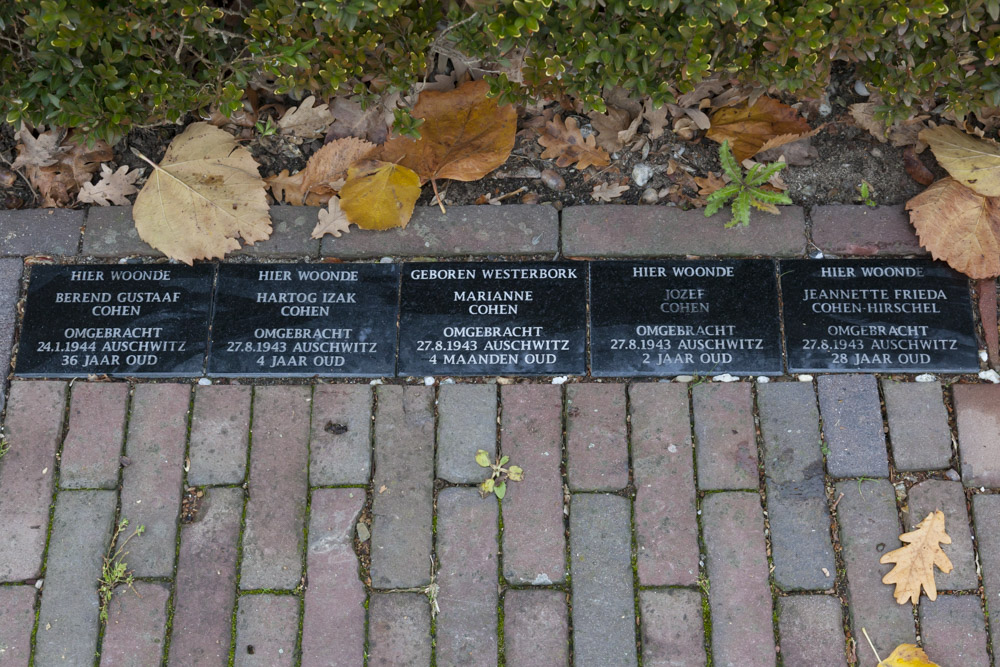 HIER WOONDE
BEREND GUSTAAF
COHEN
OMGEBRACHT
24.1.1944 AUSCHWITZ
36 JAAR OUD
HIER WOONDE
HARTOG IZAK
COHEN
OMGEBRACHT
27.8.1943 AUSCHWITZ
4 JAAR OUD
GEBOREN WESTERBORK
MARIANNE
COHEN
OMGEBRACHT
27.8.1943 AUSCHWITZ
4 MAANDEN OUD
HIER WOONDE
JOZEF
COHEN
OMGEBRACHT
27.8.1943 AUSCHWITZ
2 JAAR OUD
HIER WOONDE
JEANNETTE FRIEDA
COHEN-HIRSCHEL
OMGEBRACHT
27.8.1943 AUSCHWITZ
28 JAAR OUD